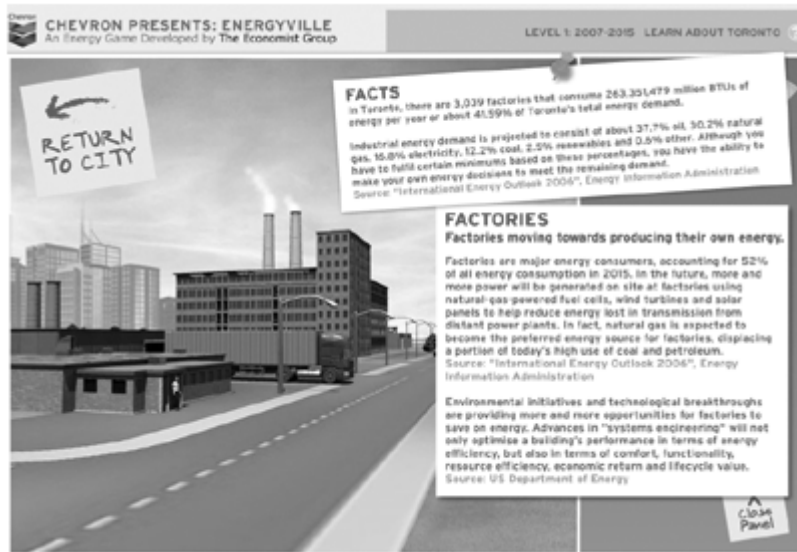 CHEVRON PRESENTS: ENERGYVILLE
An Energy Game Developed by The Economist Group
LEVEL 1: 2007-2015 LEARN ABOUT TORONTO
RETURN
TO CITY
FACTS
In Toronto, there are 3,039 factories that consume 263,351,479 million BTUs of
energy per year or about 41.59% of Toronto's total energy demand.
Industrial energy demand is projected to consist of about 37.7% oil, 30.2% natural
gas, 16.8% electricity, 12.2% coal, 2.5% renewables and 0.6% other. Although you
have to fulfil certain minimums based on these percentages, you have the ability to
make your own energy decisions to meet the remaining demand.
Source: "International Energy Outlook 2006", Energy Information Administration
FACTORIES
Factories moving towards producing their own energy.
Factories are major energy consumers, accounting for 52%
of all energy consumption in 2015. In the future, more and
more power will be generated on site at factories using
natural-gas-powered fuel cells, wind turbines and solar
panels to help reduce energy lost in transmission from
distant power plants. In fact, natural gas is expected to
become the preferred energy source for factories, displacing
a portion of today's high use of coal and petroleum.
Source: "International Energy Outlook 2006", Energy
Information Administration
Environmental initiatives and technological breakthroughs
are providing more and more opportunities for factories to
save on energy. Advances in "systems engineering" will not
only optimise a building's performance in terms of energy
efficiency, but also in terms of comfort, functionality,
resource efficiency, economic return and lifecycle value.
Source: US Department of Energy
Close
Panel